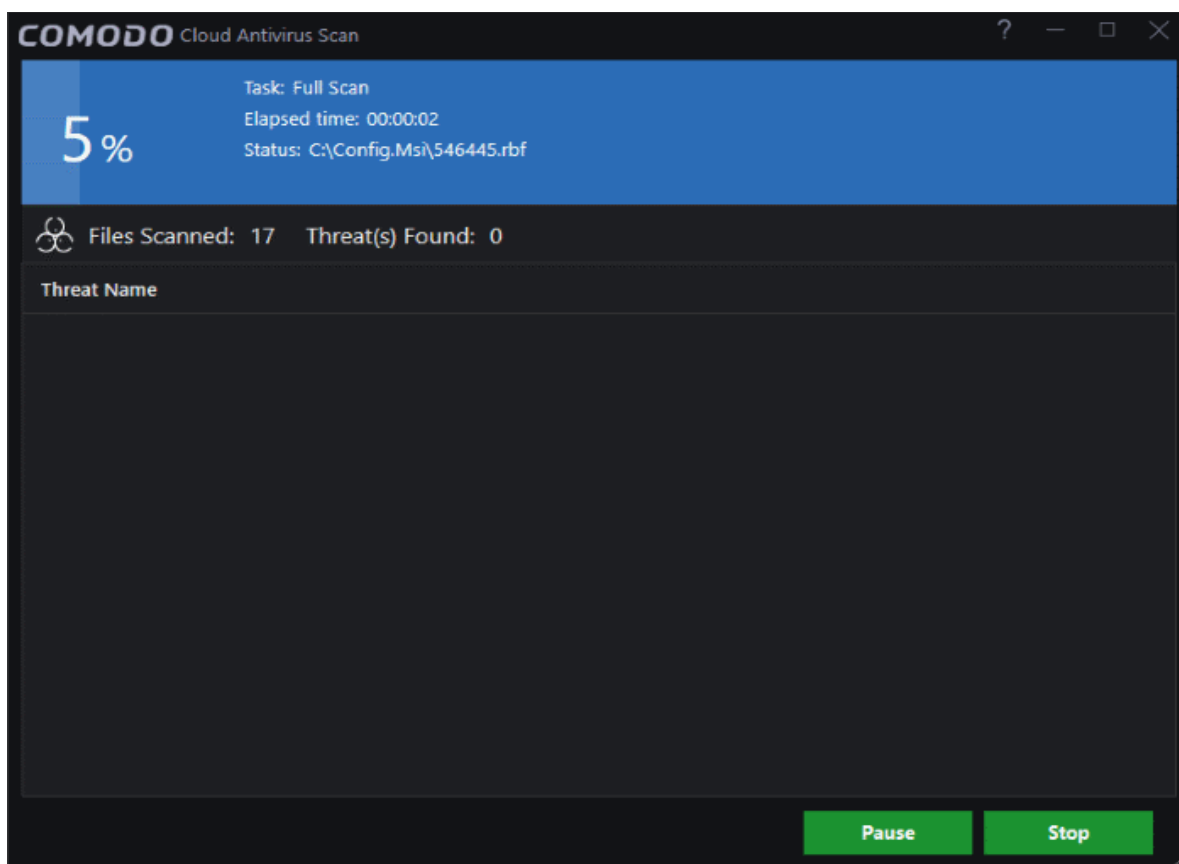 COMODO Cloud Antivirus Scan ?
5 %
Task: Full Scan
Elapsed time: 00:00:02
Status: C:\Config.Msi\546445.rbf
Files Scanned: 17 Threat(s) Found: 0
Threat Name
Pause Stop